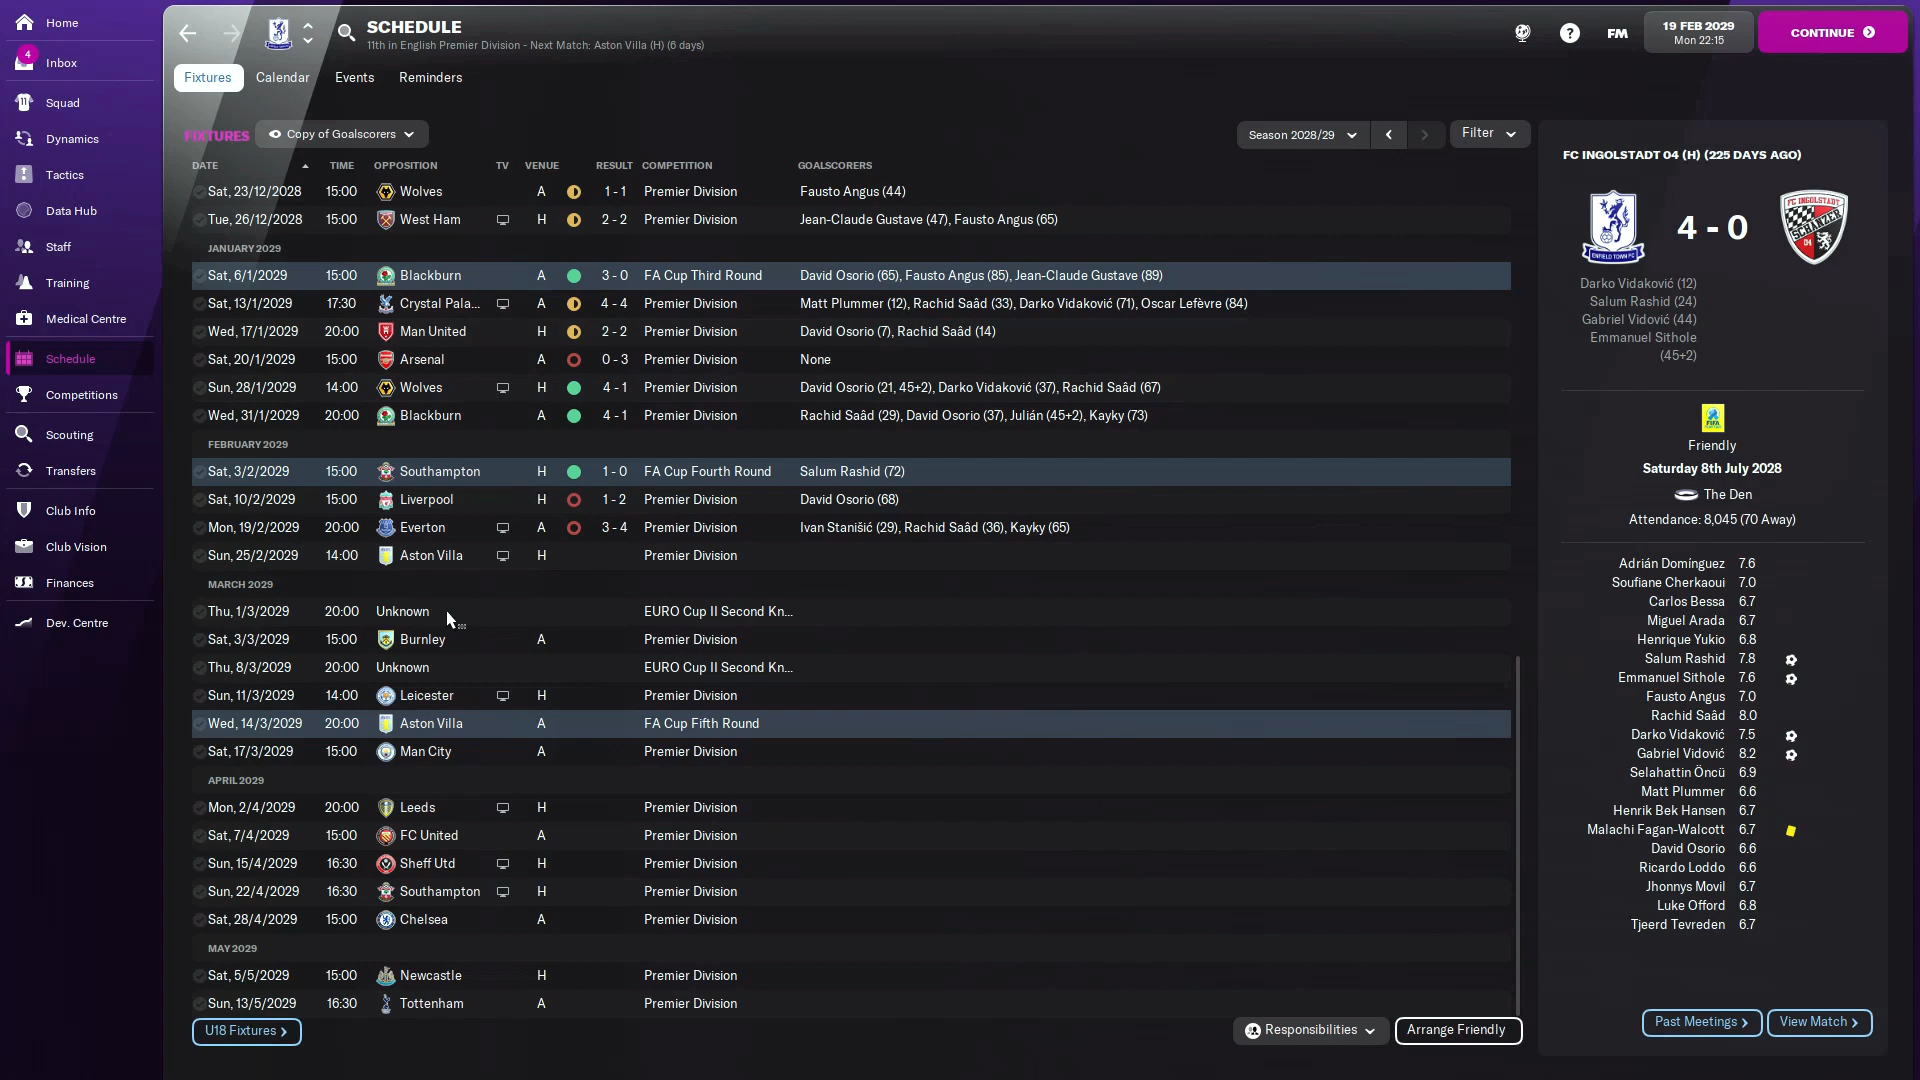 Home
4
Inbox
Squad
Dynamics
Tactics
Data Hub
Staff
Training
Medical Centre
Schedule
Competitions
Scouting
Transfers
Club Info
Club Vision
Finances
Dev. Centre
SCHEDULE
11th in English Premier Division - Next Match: Aston Villa (H) (6 days)
? FM
19 FEB 2029
Mon 22:15
CONTINUE
Fixtures Calendar Events Reminders
FIXTURES Copy of Goalscorers Season 2028/29 Filter
DATE TIME OPPOSITION TV VENUE RESULT COMPETITION GOALSCORERS
Sat, 23/12/2028 15:00 Wolves A 1 - 1 Premier Division Fausto Angus (44)
Tue, 26/12/2028 15:00 West Ham H 2 - 2 Premier Division Jean-Claude Gustave (47), Fausto Angus (65)
JANUARY 2029
Sat, 6/1/2029 15:00 Blackburn A 3 - 0 FA Cup Third Round David Osorio (65), Fausto Angus (85), Jean-Claude Gustave (89)
Sat, 13/1/2029 17:30 Crystal Pala... A 4 - 4 Premier Division Matt Plummer (12), Rachid Saâd (33), Darko Vidaković (71), Oscar Lefèvre (84)
Wed, 17/1/2029 20:00 Man United H 2 - 2 Premier Division David Osorio (7), Rachid Saâd (14)
Sat, 20/1/2029 15:00 Arsenal A 0 - 3 Premier Division None
Sun, 28/1/2029 14:00 Wolves H 4 - 1 Premier Division David Osorio (21, 45+2), Darko Vidaković (37), Rachid Saâd (67)
Wed, 31/1/2029 20:00 Blackburn A 4 - 1 Premier Division Rachid Saâd (29), David Osorio (37), Julián (45+2), Kayky (73)
FEBRUARY 2029
Sat, 3/2/2029 15:00 Southampton H 1 - 0 FA Cup Fourth Round Salum Rashid (72)
Sat, 10/2/2029 15:00 Liverpool H 1 - 2 Premier Division David Osorio (68)
Mon, 19/2/2029 20:00 Everton A 3 - 4 Premier Division Ivan Stanišić (29), Rachid Saâd (36), Kayky (65)
Sun, 25/2/2029 14:00 Aston Villa H Premier Division
MARCH 2029
Thu, 1/3/2029 20:00 Unknown EURO Cup II Second Kn...
Sat, 3/3/2029 15:00 Burnley A Premier Division
Thu, 8/3/2029 20:00 Unknown EURO Cup II Second Kn...
Sun, 11/3/2029 14:00 Leicester H Premier Division
Wed, 14/3/2029 20:00 Aston Villa A FA Cup Fifth Round
Sat, 17/3/2029 15:00 Man City A Premier Division
APRIL 2029
Mon, 2/4/2029 20:00 Leeds H Premier Division
Sat, 7/4/2029 15:00 FC United A Premier Division
Sun, 15/4/2029 16:30 Sheff Utd H Premier Division
Sun, 22/4/2029 16:30 Southampton H Premier Division
Sat, 28/4/2029 15:00 Chelsea A Premier Division
MAY 2029
Sat, 5/5/2029 15:00 Newcastle H Premier Division
Sun, 13/5/2029 16:30 Tottenham A Premier Division
U18 Fixtures Responsibilities Arrange Friendly
FC INGOLSTADT 04 (H) (225 DAYS AGO)
ENFIELD TOWN FC
4 - 0
FC INGOLSTADT
SCHANZER
04
Darko Vidaković (12)
Salum Rashid (24)
Gabriel Vidović (44)
Emmanuel Sithole
(45+2)
FIFA
Friendly
Saturday 8th July 2028
The Den
Attendance: 8,045 (70 Away)
Adrián Domínguez 7.6
Soufiane Cherkaoui 7.0
Carlos Bessa 6.7
Miguel Arada 6.7
Henrique Yukio 6.8
Salum Rashid 7.8
Emmanuel Sithole 7.6
Fausto Angus 7.0
Rachid Saâd 8.0
Darko Vidaković 7.5
Gabriel Vidović 8.2
Selahattin Öncü 6.9
Matt Plummer 6.6
Henrik Bek Hansen 6.7
Malachi Fagan-Walcott 6.7
David Osorio 6.6
Ricardo Loddo 6.6
Jhonnys Movil 6.7
Luke Offord 6.8
Tjeerd Tevreden 6.7
Past Meetings View Match